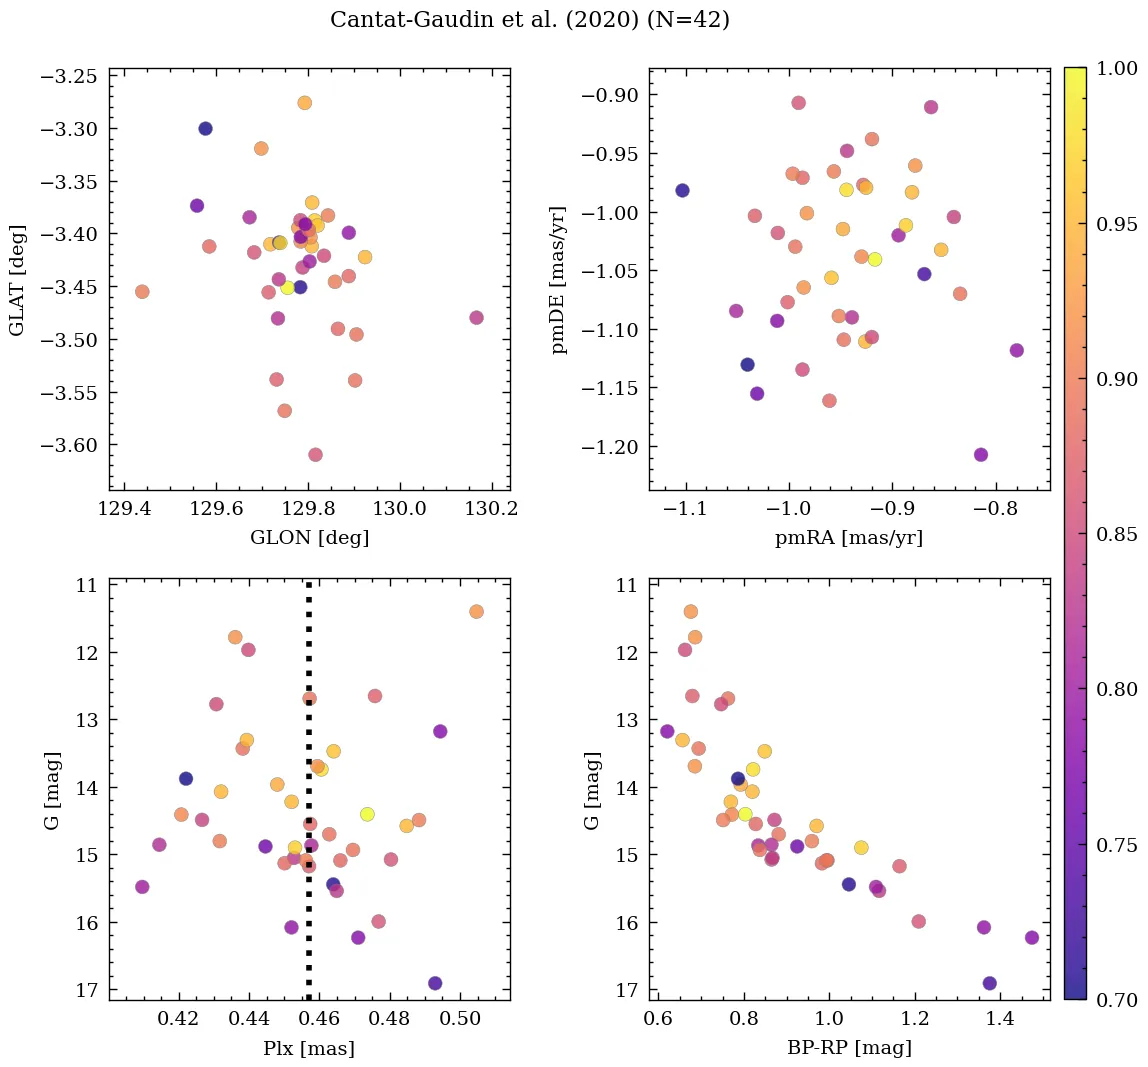 Cantat-Gaudin et al. (2020) (N=42)
−3.25
−3.30
−3.35
−3.40
−3.45
−3.50
−3.55
−3.60
GLAT [deg]
129.4 129.6 129.8 130.0 130.2
GLON [deg]
−0.90
−0.95
−1.00
−1.05
−1.10
−1.15
−1.20
pmDE [mas/yr]
−1.1 −1.0 −0.9 −0.8
pmRA [mas/yr]
1.00
0.95
0.90
0.85
0.80
0.75
0.70
11
12
13
14
15
16
17
G [mag]
0.42 0.44 0.46 0.48 0.50
Plx [mas]
11
12
13
14
15
16
17
G [mag]
0.6 0.8 1.0 1.2 1.4
BP-RP [mag]